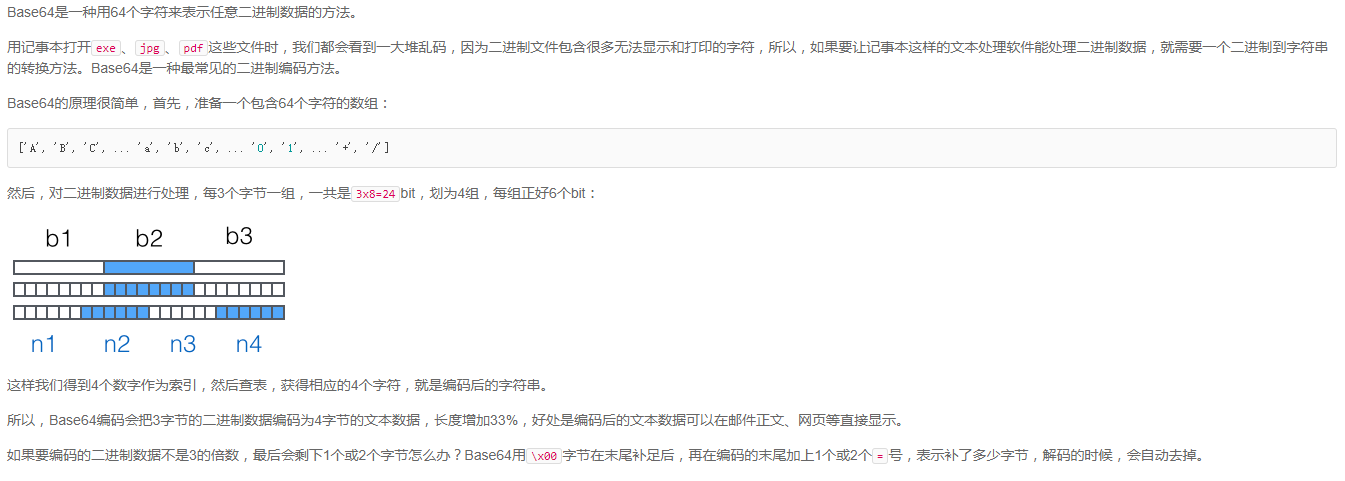 Base64是一种用64个字符来表示任意二进制数据的方法。
用记事本打开exe、jpg、pdf这些文件时，我们都会看到一大堆乱码，因为二进制文件包含很多无法显示和打印的字符，所以，如果要让记事本这样的文本处理软件能处理二进制数据，就需要一个二进制到字符串
的转换方法。Base64是一种最常见的二进制编码方法。
Base64的原理很简单，首先，准备一个包含64个字符的数组：
['A', 'B', 'C', ... 'a', 'b', 'c', ... '0', '1', ... '+', '/']
然后，对二进制数据进行处理，每3个字节一组，一共是3x8=24bit，划为4组，每组正好6个bit：
b1 b2 b3
n1 n2 n3 n4
这样我们得到4个数字作为索引，然后查表，获得相应的4个字符，就是编码后的字符串。
所以，Base64编码会把3字节的二进制数据编码为4字节的文本数据，长度增加33%，好处是编码后的文本数据可以在邮件正文、网页等直接显示。
如果要编码的二进制数据不是3的倍数，最后会剩下1个或2个字节怎么办？Base64用\x00字节在末尾补足后，再在编码的末尾加上1个或2个=号，表示补了多少字节，解码的时候，会自动去掉。